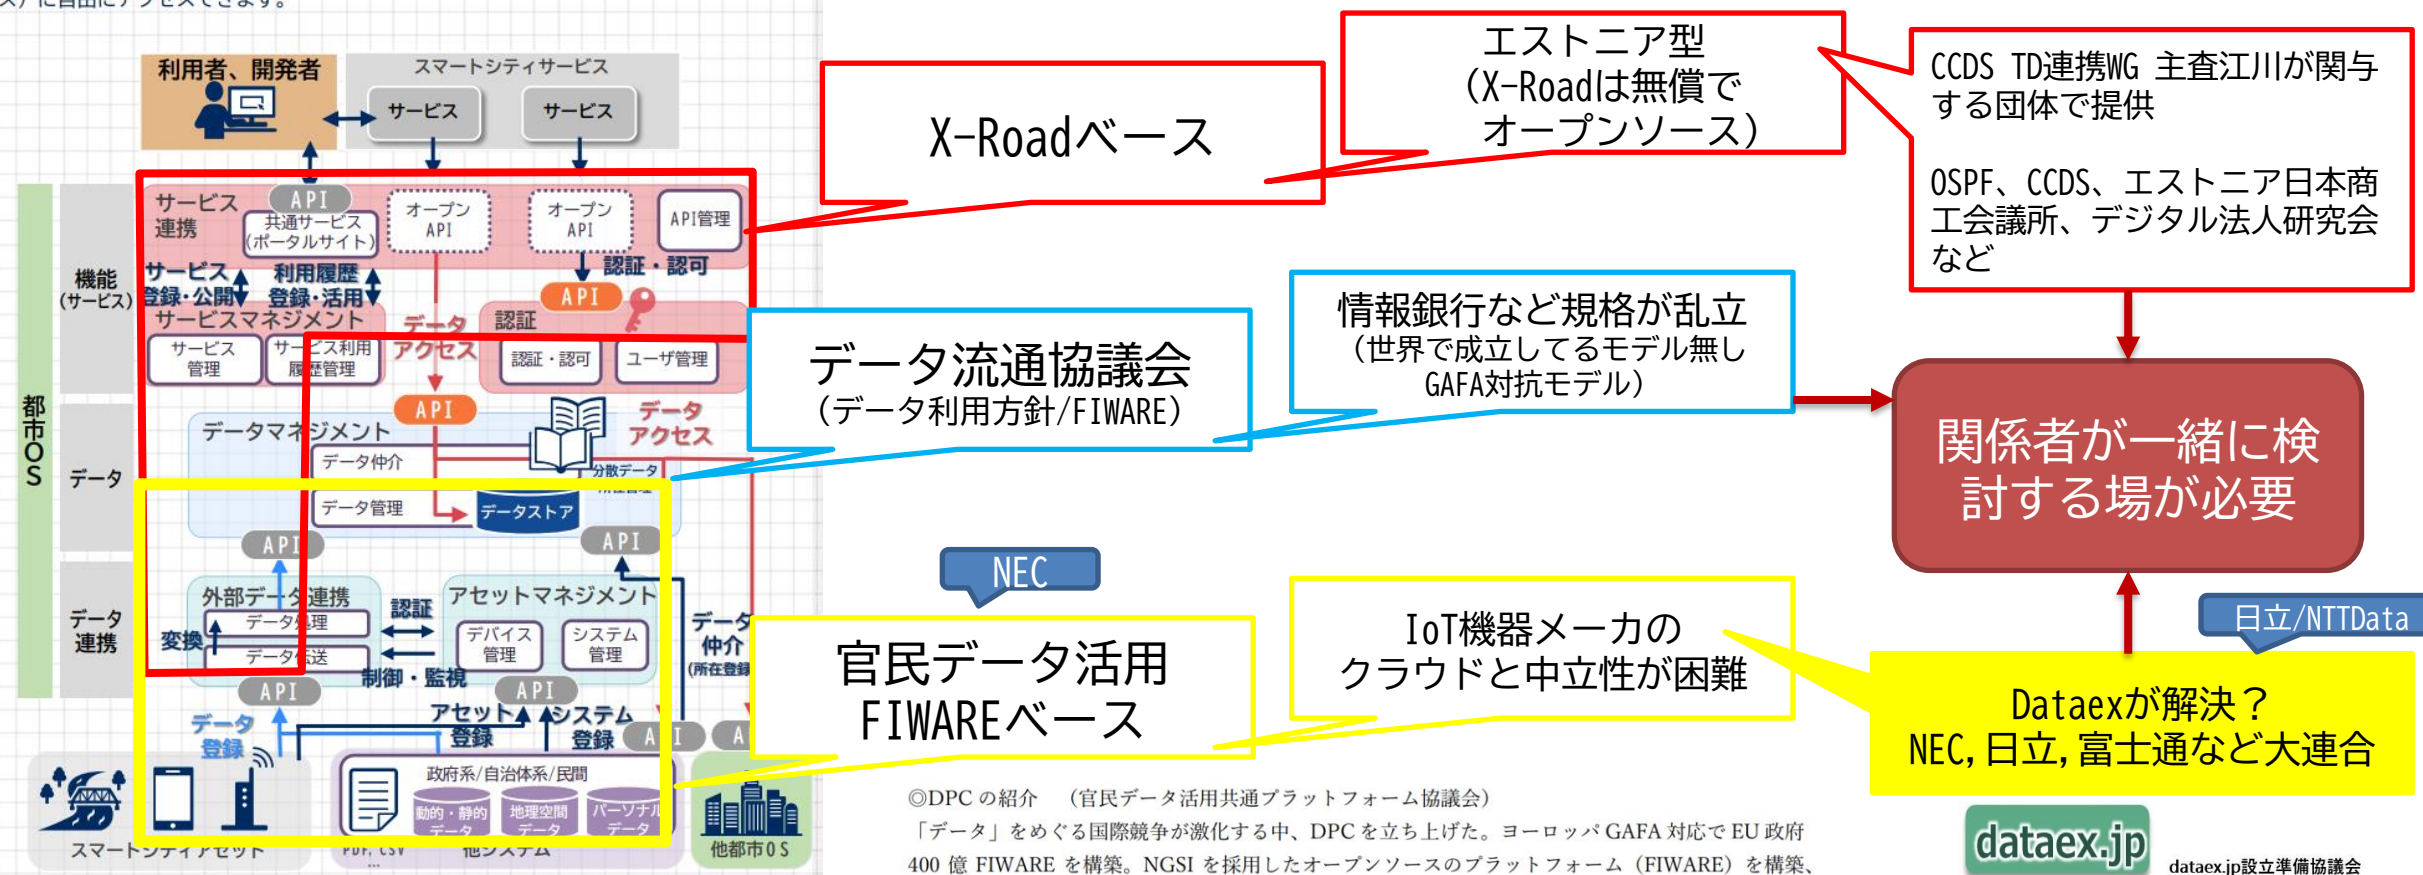 ス）に自由にアクセスできます。
利用者、開発者
スマートシティサービス
サービス
サービス
都市OS
機能
(サービス)
データ
データ
連携
サービス
連携
API
共通サービス
(ポータルサイト)
オープン
API
オープン
API
API管理
サービス
登録・公開
利用履歴
登録・活用
認証・認可
API
サービスマネジメント
サービス
管理
サービス利用
履歴管理
データ
アクセス
認証
認証・認可
ユーザ管理
API
データ
アクセス
データマネジメント
データ仲介
分散データ
データ管理
データストア
API
API
外部データ連携
データ処理
データ伝送
変換
認証
制御・監視
アセットマネジメント
デバイス
管理
システム
管理
データ
仲介
(所在登録
API
API
データ
登録
アセット
登録
システム
登録
政府系/自治体系/民間
動的・静的
データ
地理空間
データ
パーソナル
データ
スマートシティアセット
PDF, CSV
...
他システム
他都市OS
X-Roadベース
エストニア型
(X-Roadは無償で
オープンソース)
CCDS TD連携WG 主査江川が関与
する団体で提供
OSPF、CCDS、エストニア日本商
工会議所、デジタル法人研究会
など
データ流通協議会
(データ利用方針/FIWARE)
情報銀行など規格が乱立
(世界で成立してるモデル無し
GAFA対抗モデル)
関係者が一緒に検
討する場が必要
NEC
官民データ活用
FIWAREベース
IoT機器メーカの
クラウドと中立性が困難
日立/NTTData
Dataexが解決？
NEC,日立,富士通など大連合
◎DPC の紹介　（官民データ活用共通プラットフォーム協議会）
「データ」をめぐる国際競争が激化する中、DPC を立ち上げた。ヨーロッパ GAFA 対応で EU 政府
400 億 FIWARE を構築。NGSI を採用したオープンソースのプラットフォーム（FIWARE）を構築、
dataex.jp
dataex.jp設立準備協議会